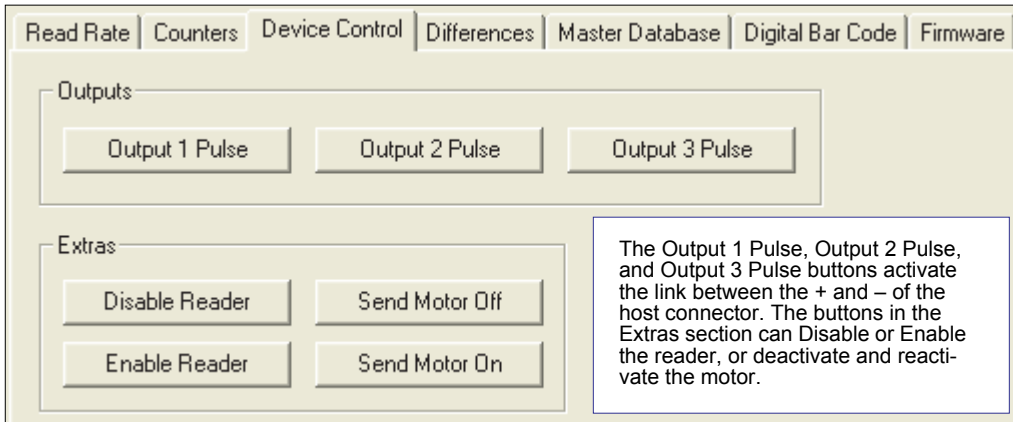 Read Rate Counters Device Control Differences Master Database Digital Bar Code Firmware
Outputs
Output 1 Pulse Output 2 Pulse Output 3 Pulse
Extras
Disable Reader Send Motor Off
Enable Reader Send Motor On
The Output 1 Pulse, Output 2 Pulse,
and Output 3 Pulse buttons activate
the link between the + and – of the
host connector. The buttons in the
Extras section can Disable or Enable
the reader, or deactivate and reacti-
vate the motor.